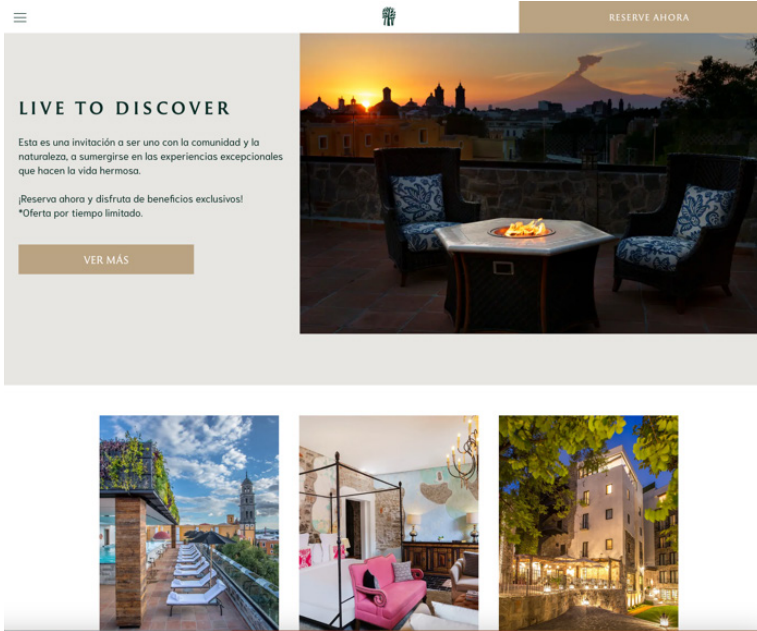 RESERVE AHORA
LIVE TO DISCOVER
Esta es una invitación a ser uno con la comunidad y la
naturaleza, a sumergirse en las experiencias excepcionales
que hacen la vida hermosa.
¡Reserva ahora y disfruta de beneficios exclusivos!
*Oferta por tiempo limitado.
VER MÁS